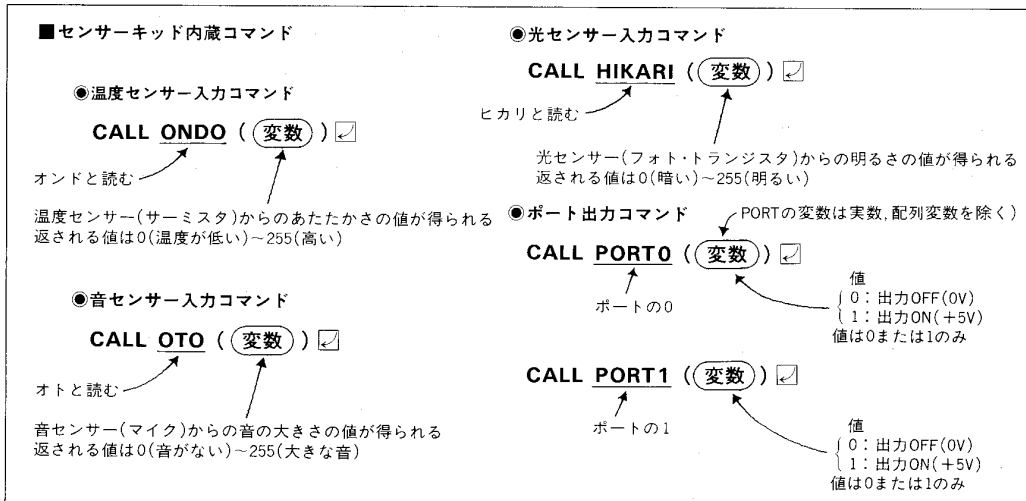 ■センサーキッド内蔵コマンド
◉温度センサー入力コマンド
CALL ONDO (変数)
オンドと読む
温度センサー(サーミスタ)からのあたたかさの値が得られる
返される値は0(温度が低い)～255(高い)
◉音センサー入力コマンド
CALL OTO (変数)
オトと読む
音センサー(マイク)からの音の大きさの値が得られる
返される値は0(音がない)～255(大きな音)
◉光センサー入力コマンド
CALL HIKARI (変数)
ヒカリと読む
光センサー(フォト・トランジスタ)からの明るさの値が得られる
返される値は0(暗い)～255(明るい)
◉ポート出力コマンド
PORTの変数は実数,配列変数を除く)
CALL PORT0 (変数)
ポートの0
値
0：出力OFF(0V)
1：出力ON(+5V)
値は0または1のみ
CALL PORT1 (変数)
ポートの1
値
0：出力OFF(0V)
1：出力ON(+5V)
値は0または1のみ